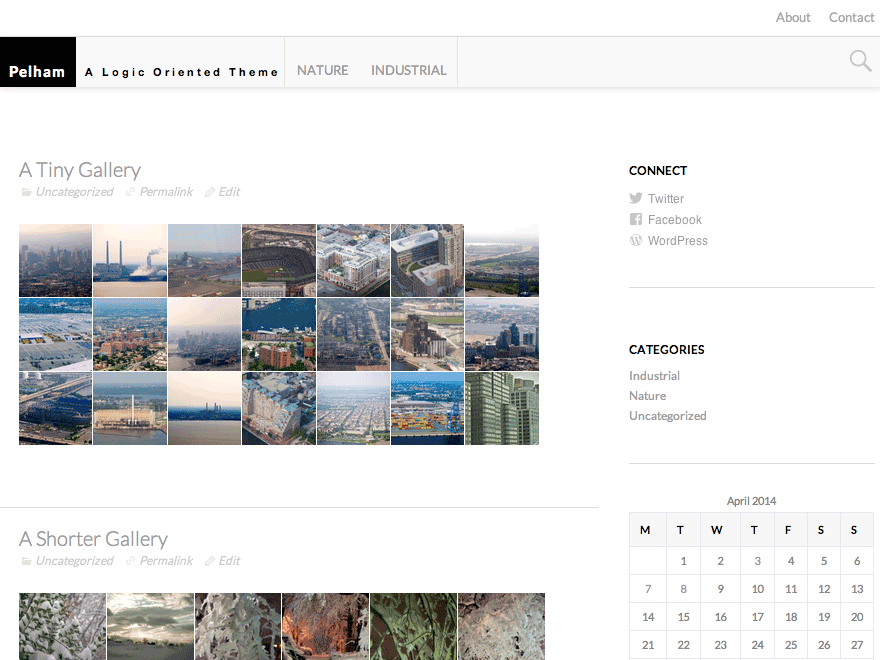 About Contact
Pelham A Logic Oriented Theme NATURE INDUSTRIAL
A Tiny Gallery
Uncategorized Permalink Edit
A Shorter Gallery
Uncategorized Permalink Edit
CONNECT
Twitter
Facebook
WordPress
CATEGORIES
Industrial
Nature
Uncategorized
April 2014
M T W T F S S
1 2 3 4 5 6
7 8 9 10 11 12 13
14 15 16 17 18 19 20
21 22 23 24 25 26 27